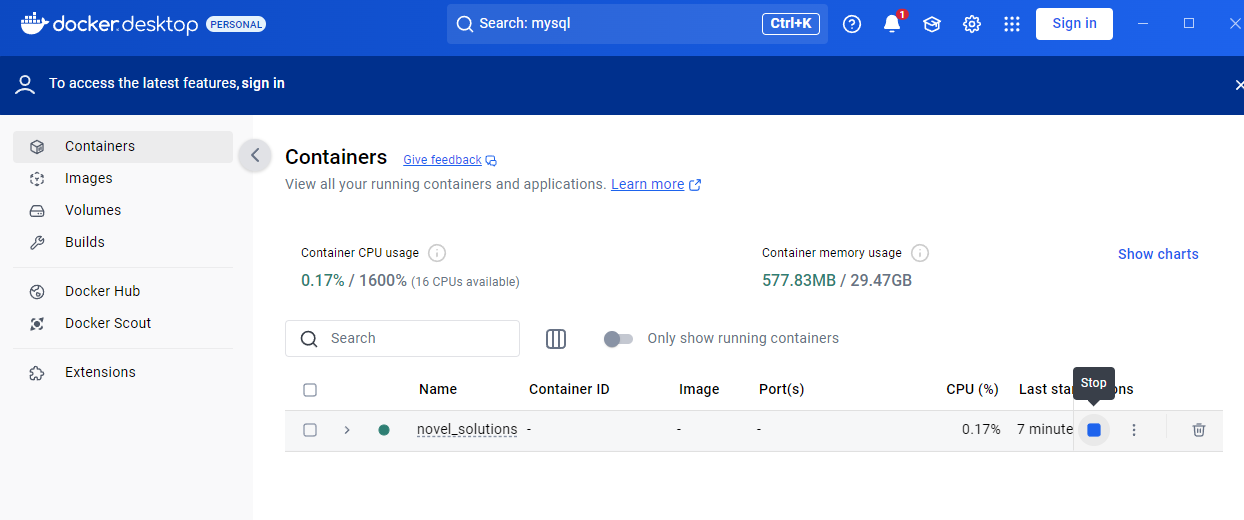 docker.desktop PERSONAL Search: mysql Ctrl+K 1 Sign in
To access the latest features, sign in
Containers
Images
Volumes
Builds
Docker Hub
Docker Scout
Extensions
Containers Give feedback
View all your running containers and applications. Learn more
Container CPU usage
0.17% / 1600% (16 CPUs available)
Container memory usage
577.83MB / 29.47GB
Show charts
Search Only show running containers
Stop
Name Container ID Image Port(s) CPU (%) Last star ons
novel_solutions - - - 0.17% 7 minute